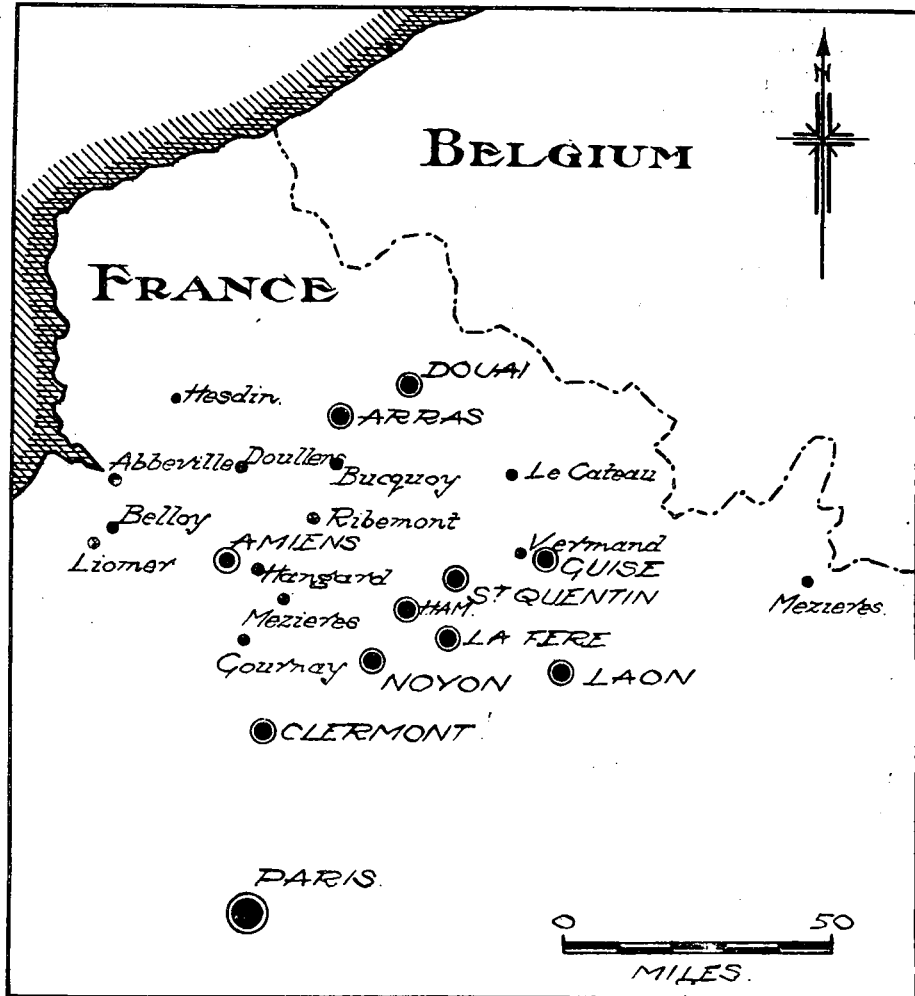 N
BELGIUM
FRANCE
DOUAI
Hesdin.
ARRAS
Abbeville
Doullens
Bucquoy
Le Cateau
Belloy
Ribemont
Liomer
AMIENS
Vermand
Hangard
GUISE
ST QUENTIN
Mezieres.
HAM.
Mezieres
LA FERE
Gournay
NOYON
LAON
CLERMONT
PARIS.
0 50
MILES.